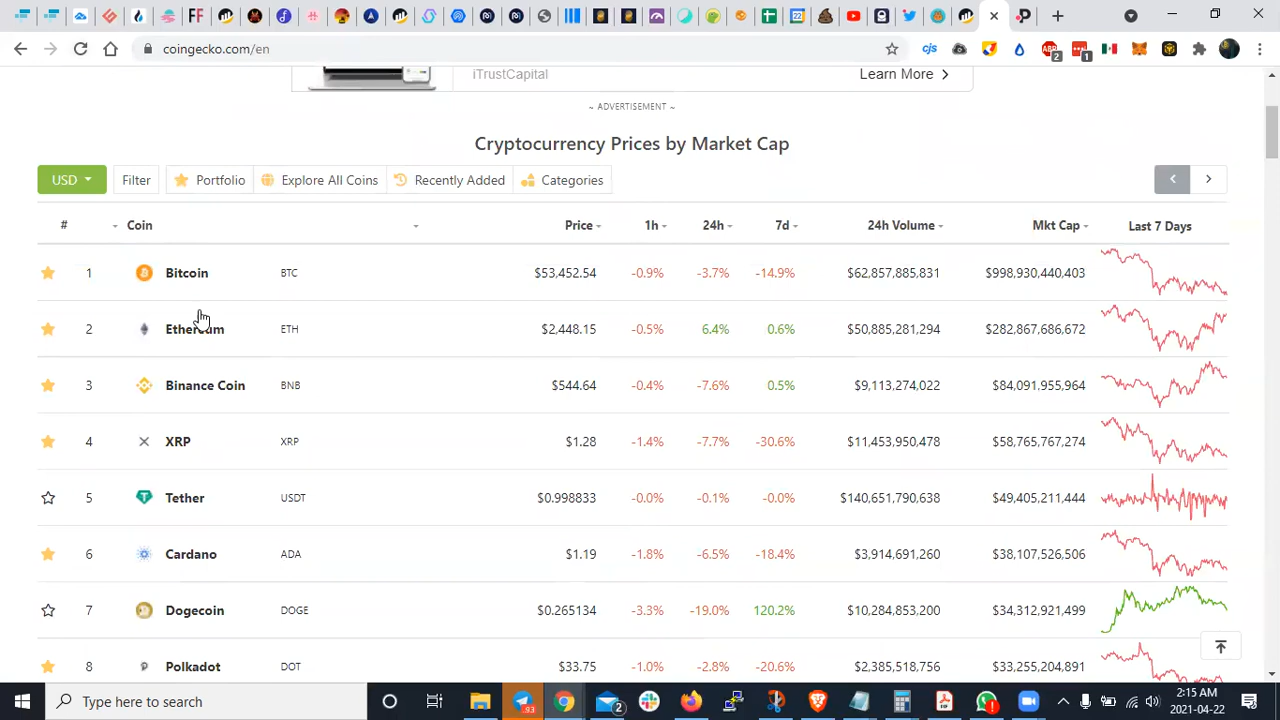 FF
22
coingecko.com/en
cjs
ABP
2
1
iTrustCapital
Learn More
~ ADVERTISEMENT ~
Cryptocurrency Prices by Market Cap
USD Filter Portfolio Explore All Coins Recently Added Categories
# Coin Price 1h 24h 7d 24h Volume Mkt Cap Last 7 Days
1 Bitcoin BTC $53,452.54 -0.9% -3.7% -14.9% $62,857,885,831 $998,930,440,403
2 Ethereum ETH $2,448.15 -0.5% 6.4% 0.6% $50,885,281,294 $282,867,686,672
3 Binance Coin BNB $544.64 -0.4% -7.6% 0.5% $9,113,274,022 $84,091,955,964
4 XRP XRP $1.28 -1.4% -7.7% -30.6% $11,453,950,478 $58,765,767,274
5 Tether USDT $0.998833 -0.0% -0.1% -0.0% $140,651,790,638 $49,405,211,444
6 Cardano ADA $1.19 -1.8% -6.5% -18.4% $3,914,691,260 $38,107,526,506
7 Dogecoin DOGE $0.265134 -3.3% -19.0% 120.2% $10,284,853,200 $34,312,921,499
8 Polkadot DOT $33.75 -1.0% -2.8% -20.6% $2,385,518,756 $33,255,204,891
Type here to search
93
2
2:15 AM
2021-04-22